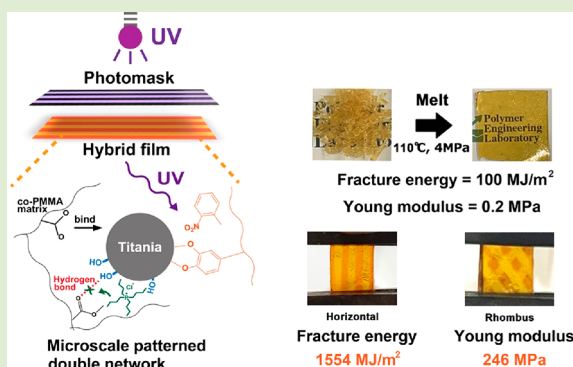 UV
Photomask
Hybrid film
UV
co-PMMA
matrix
bind
Titania
NO₂
HO
HO
HO
Hydrogen
bond
Cl⁻
Microscale patterned
double network
Melt
110℃, 4MPa
Polymer
Engineering
Laboratory
Fracture energy = 100 MJ/m²
Young modulus = 0.2 MPa
Horizontal
Rhombus
Fracture energy
1554 MJ/m²
Young modulus
246 MPa